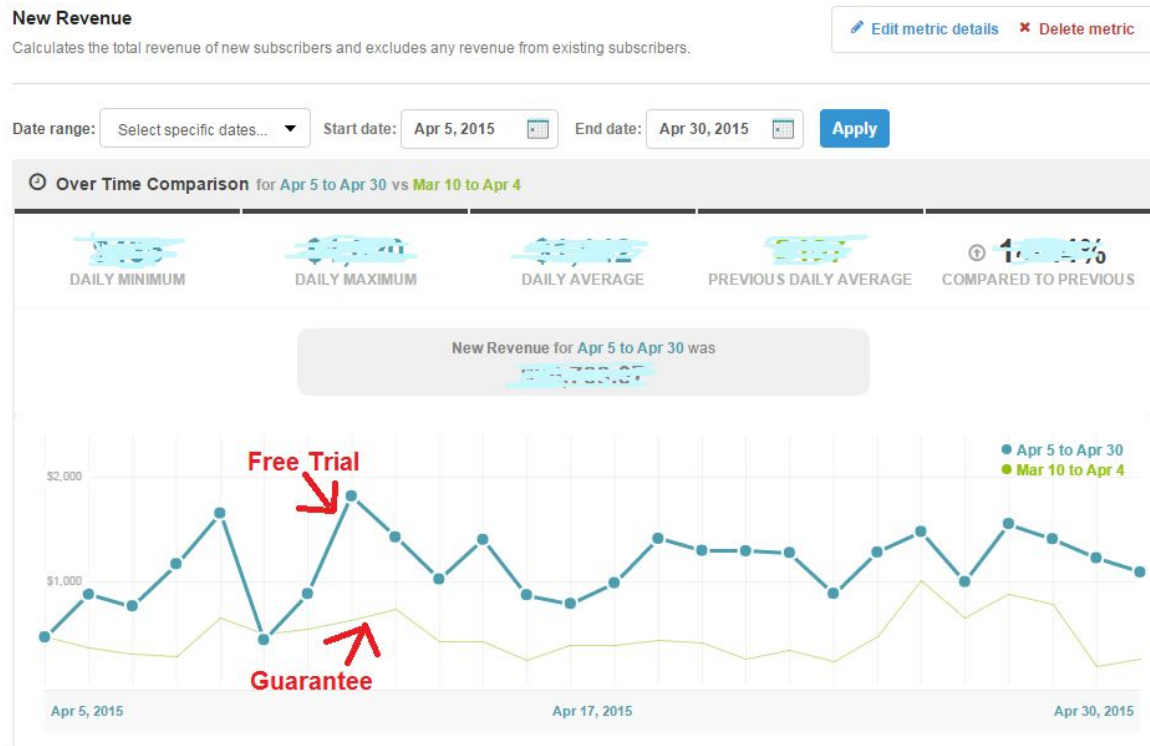 New Revenue
Calculates the total revenue of new subscribers and excludes any revenue from existing subscribers.
Edit metric details
Delete metric
Date range: Select specific dates... Start date: Apr 5, 2015 End date: Apr 30, 2015 Apply
Over Time Comparison for Apr 5 to Apr 30 vs Mar 10 to Apr 4
DAILY MINIMUM
DAILY MAXIMUM
DAILY AVERAGE
PREVIOUS DAILY AVERAGE
COMPARED TO PREVIOUS
New Revenue for Apr 5 to Apr 30 was
Apr 5 to Apr 30
Mar 10 to Apr 4
Free Trial
$2,000
$1,000
Guarantee
Apr 5, 2015 Apr 17, 2015 Apr 30, 2015